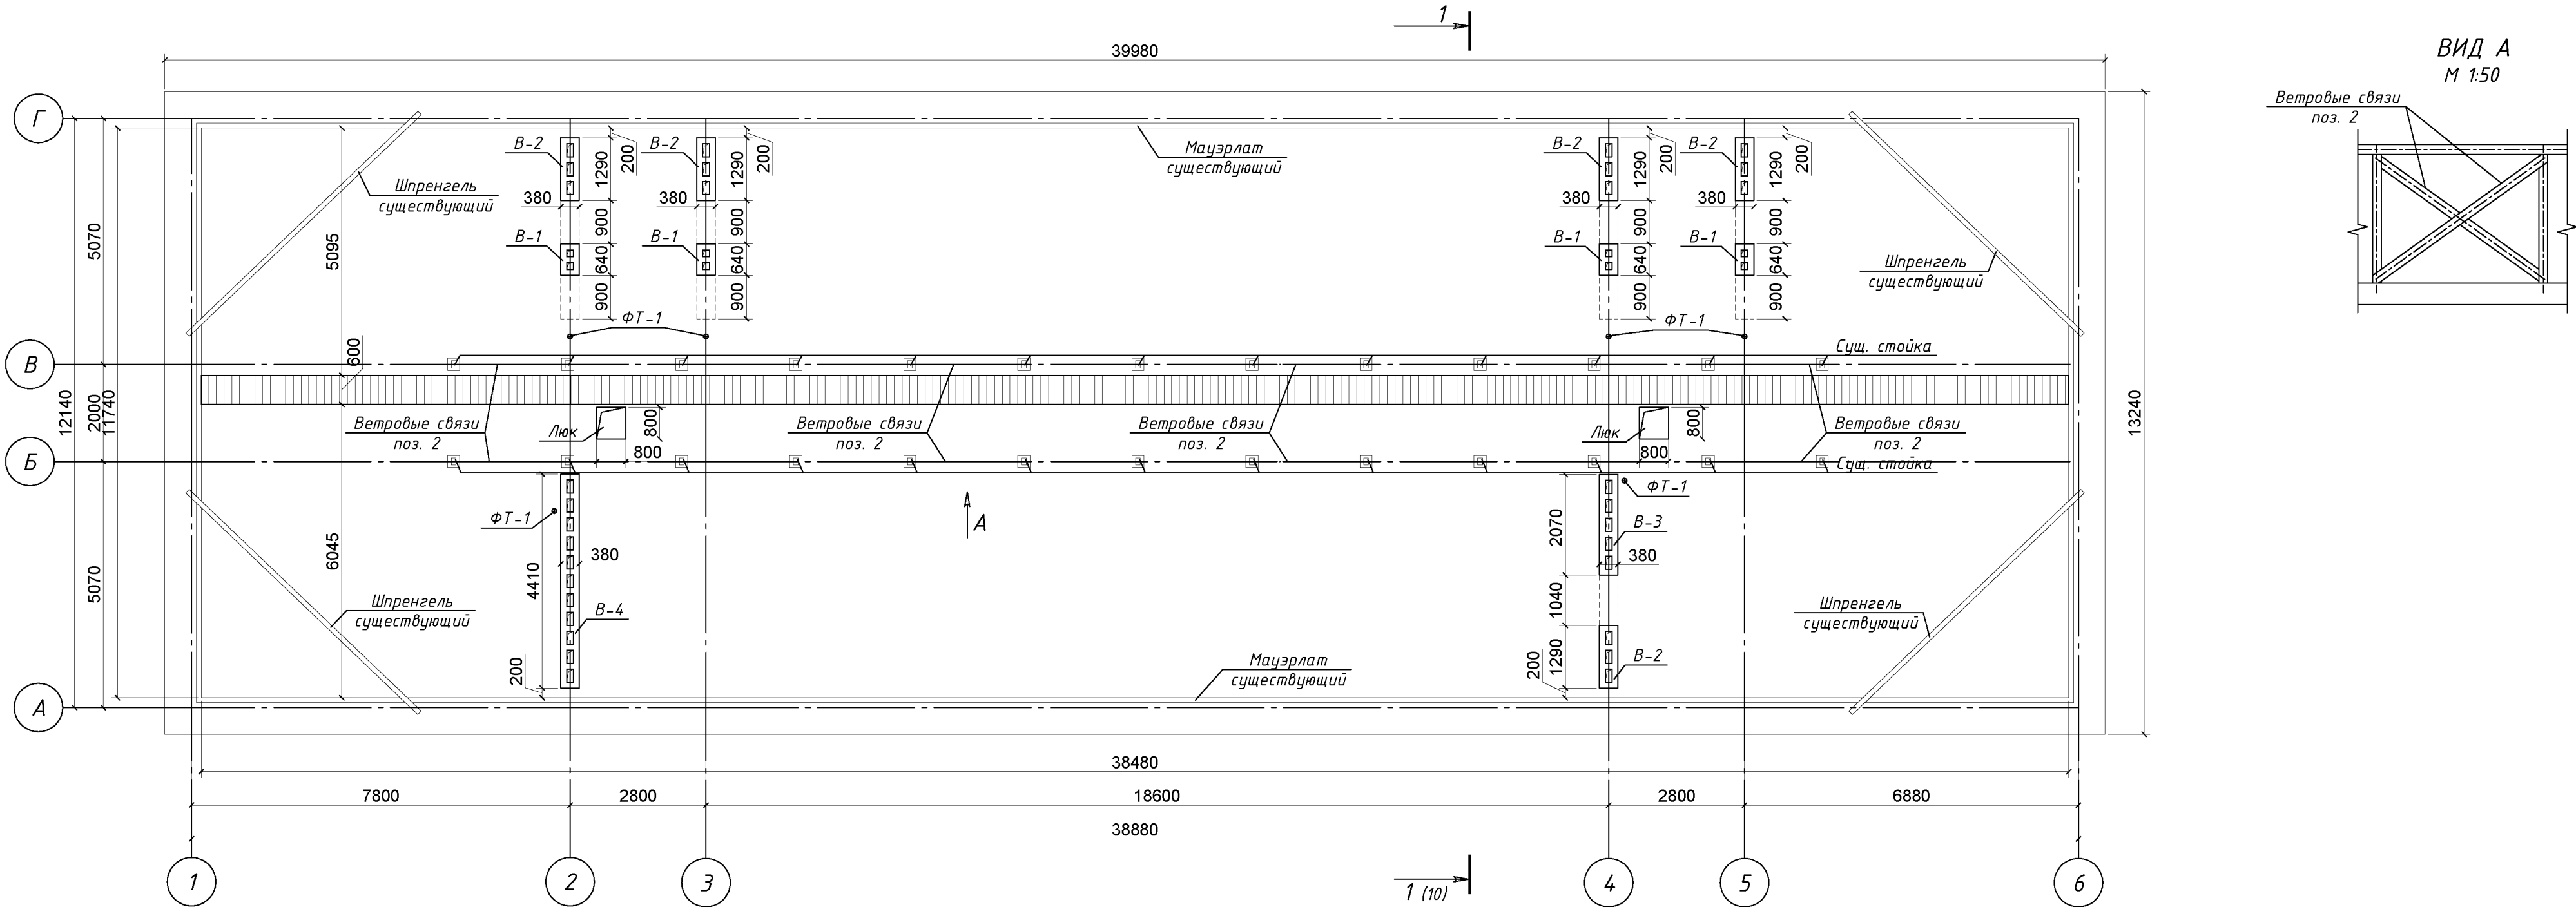 1
ВИД А
М 1:50
39980
Ветровые связи
поз. 2
Г
В-2
1290
200
В-2
1290
200
Мауэрлат
существующий
В-2
1290
200
В-2
1290
200
Шпренгель
существующий
380
900
380
900
380
900
380
900
5070
5095
В-1
640
В-1
640
В-1
640
В-1
640
Шпренгель
существующий
900
900
900
900
ФТ-1
ФТ-1
600
Сущ. стойка
В
12140
2000
11740
13240
Ветровые связи
поз. 2
Люк
800
800
Ветровые связи
поз. 2
Ветровые связи
поз. 2
Люк
800
800
Ветровые связи
поз. 2
Б
Сущ. стойка
ФТ-1
ФТ-1
А
В-3
2070
380
380
6045
5070
4410
В-4
1040
Шпренгель
существующий
Шпренгель
существующий
200
Мауэрлат
существующий
200
1290
В-2
А
38480
7800
2800
18600
2800
6880
38880
1
2
3
1 (10)
4
5
6